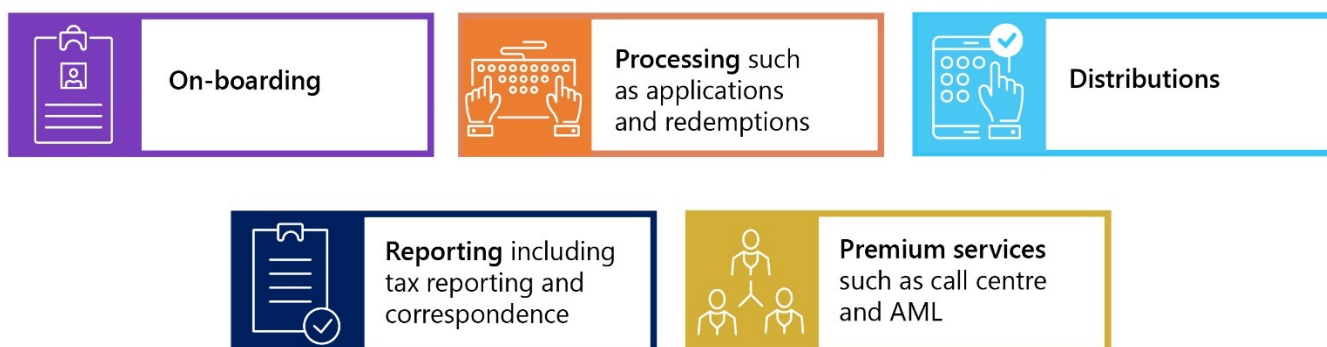 On-boarding
Processing such
as applications
and redemptions
Distributions
Reporting including
tax reporting and
correspondence
Premium services
such as call centre
and AML